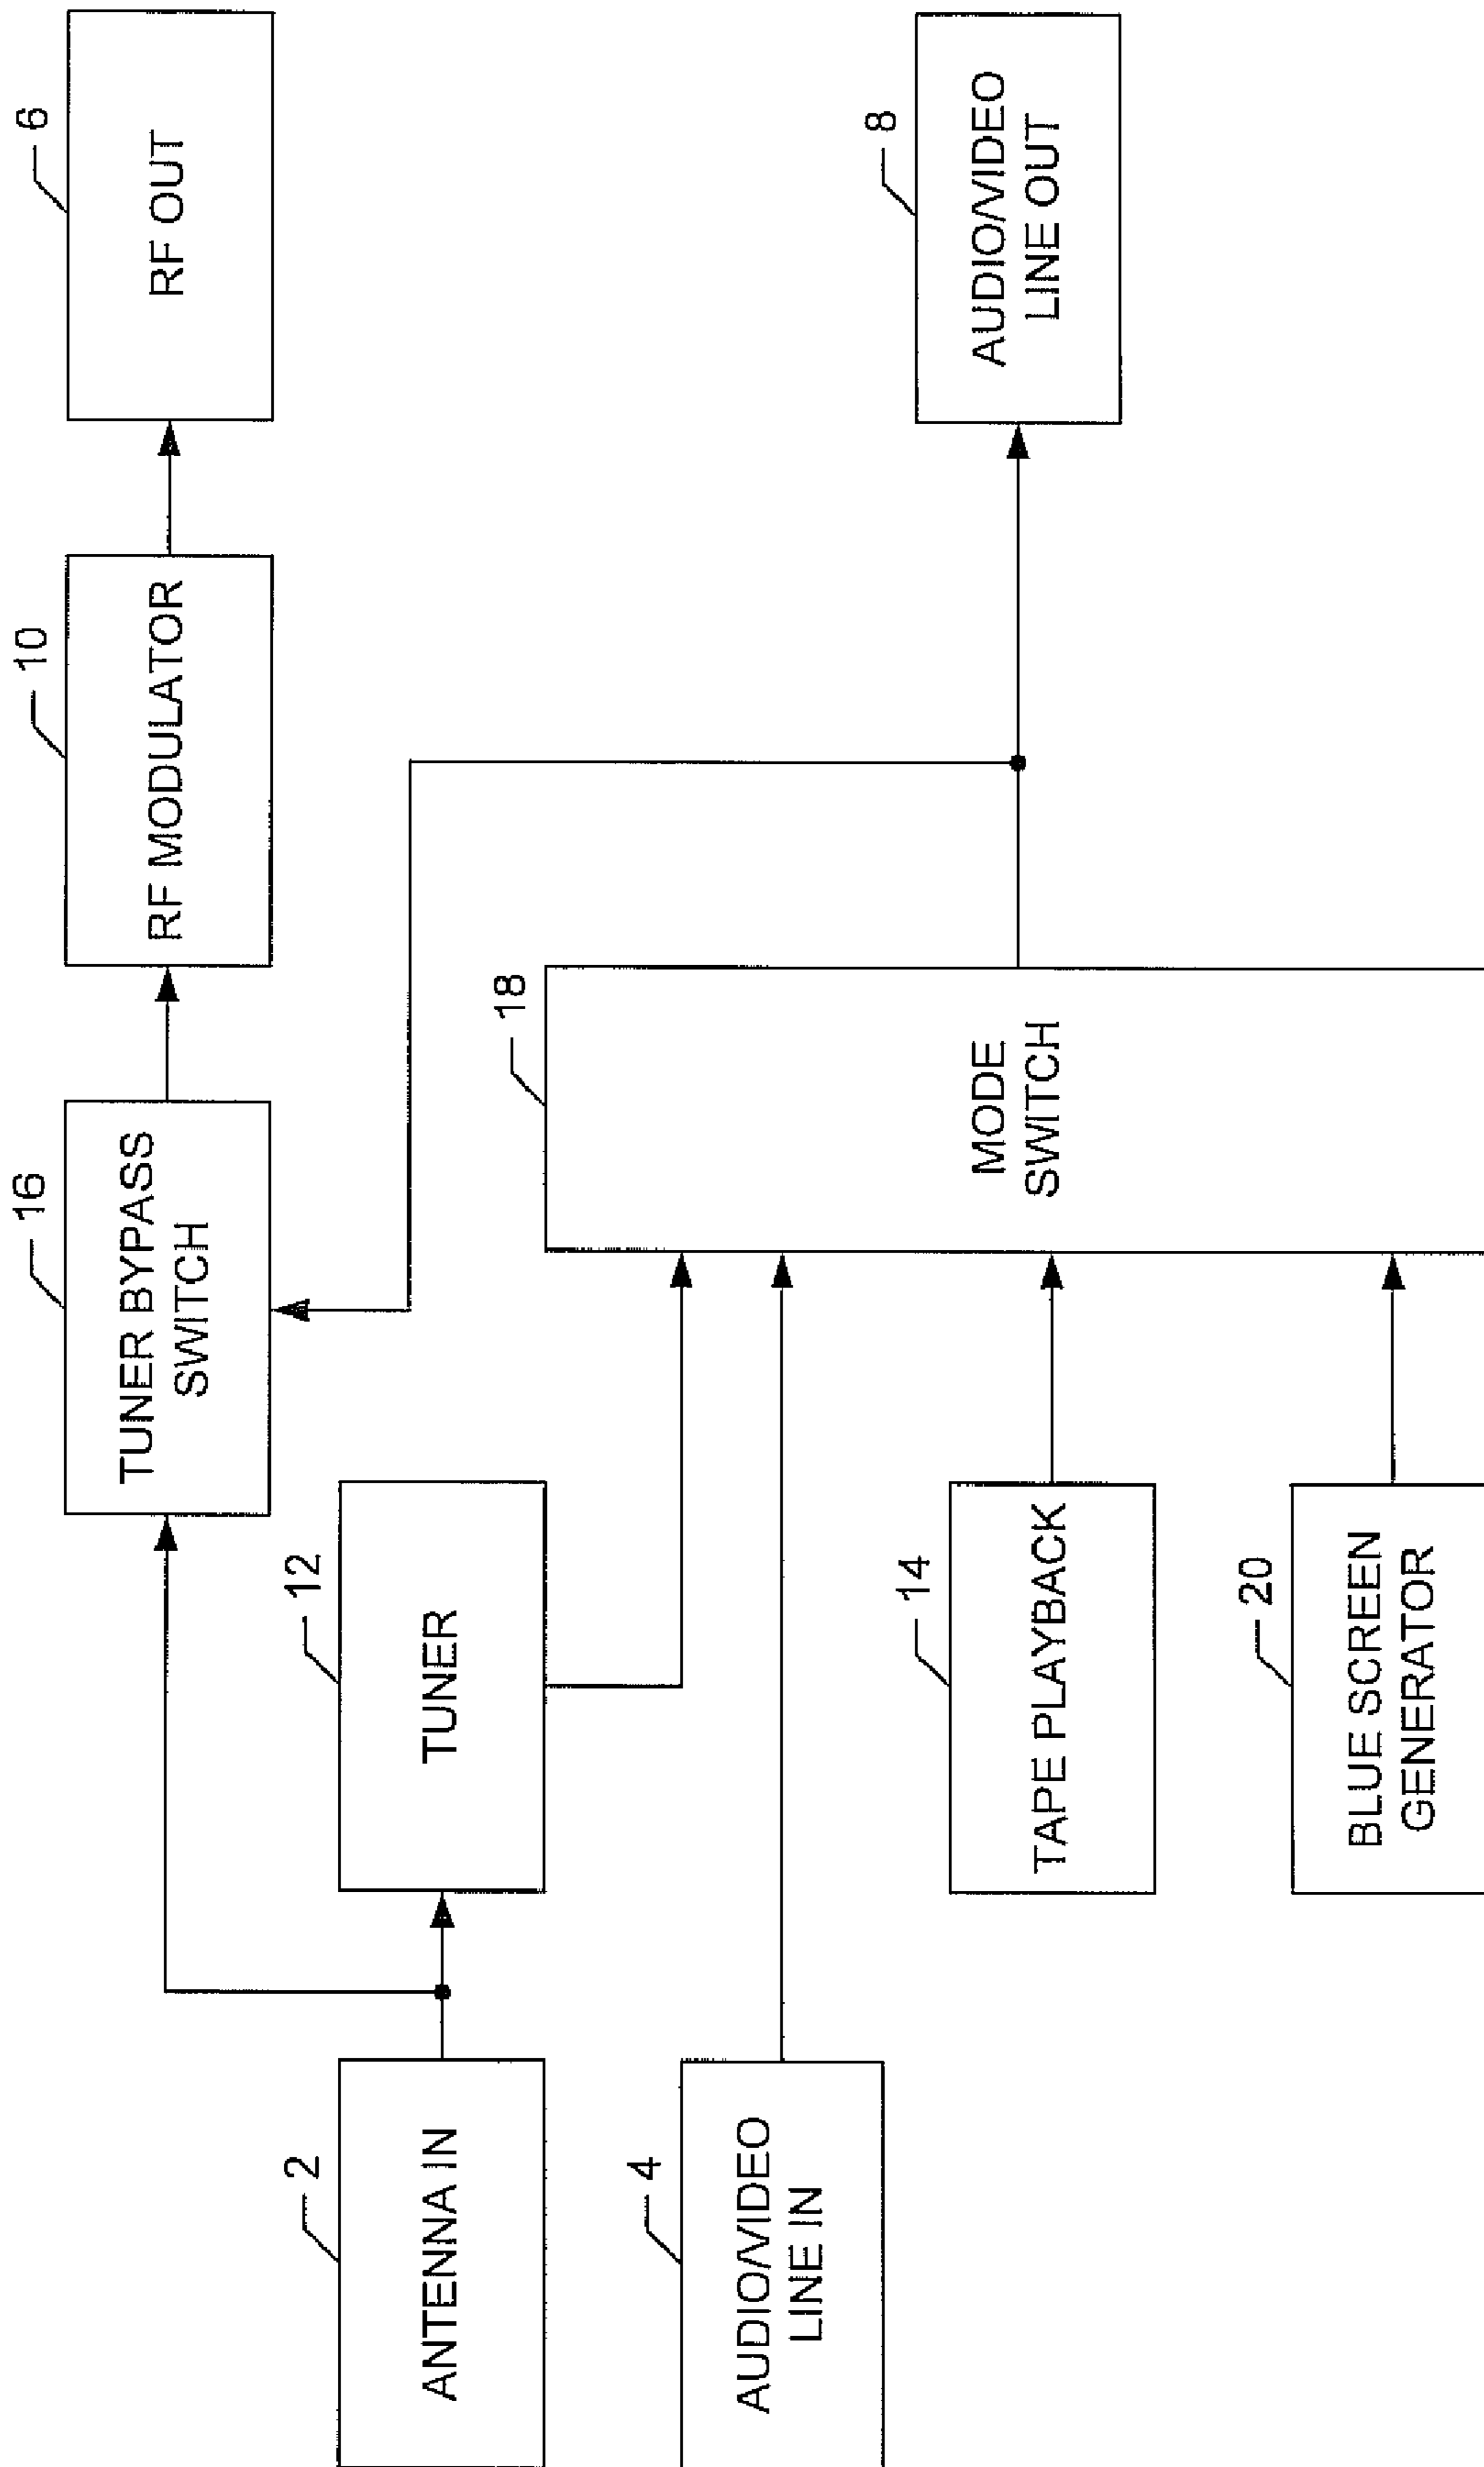 6
RF OUT
10
RF MODULATOR
16
TUNER BYPASS
SWITCH
12
TUNER
2
ANTENNA IN
4
AUDIO/VIDEO
LINE IN
18
MODE
SWITCH
8
AUDIO/VIDEO
LINE OUT
14
TAPE PLAYBACK
20
BLUE SCREEN
GENERATOR